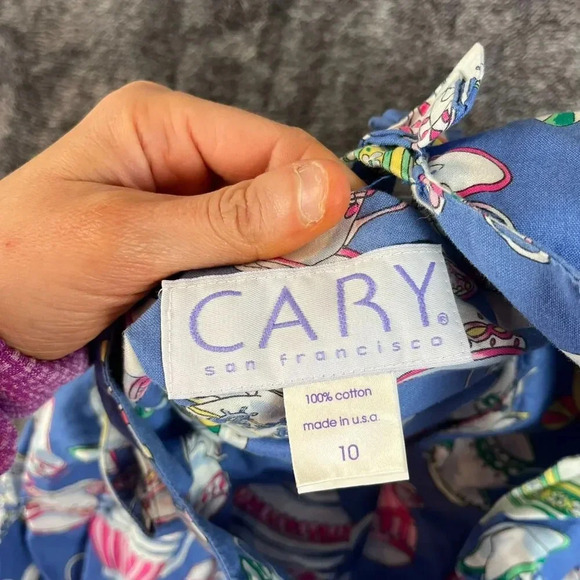 CARY®
san francisco
100% cotton
made in u.s.a
10